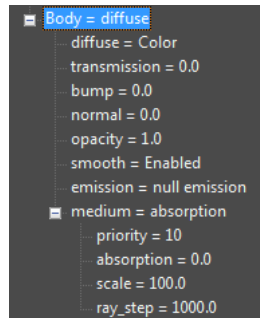 Body = diffuse
diffuse = Color
transmission = 0.0
bump = 0.0
normal = 0.0
opacity = 1.0
smooth = Enabled
emission = null emission
medium = absorption
priority = 10
absorption = 0.0
scale = 100.0
ray_step = 1000.0